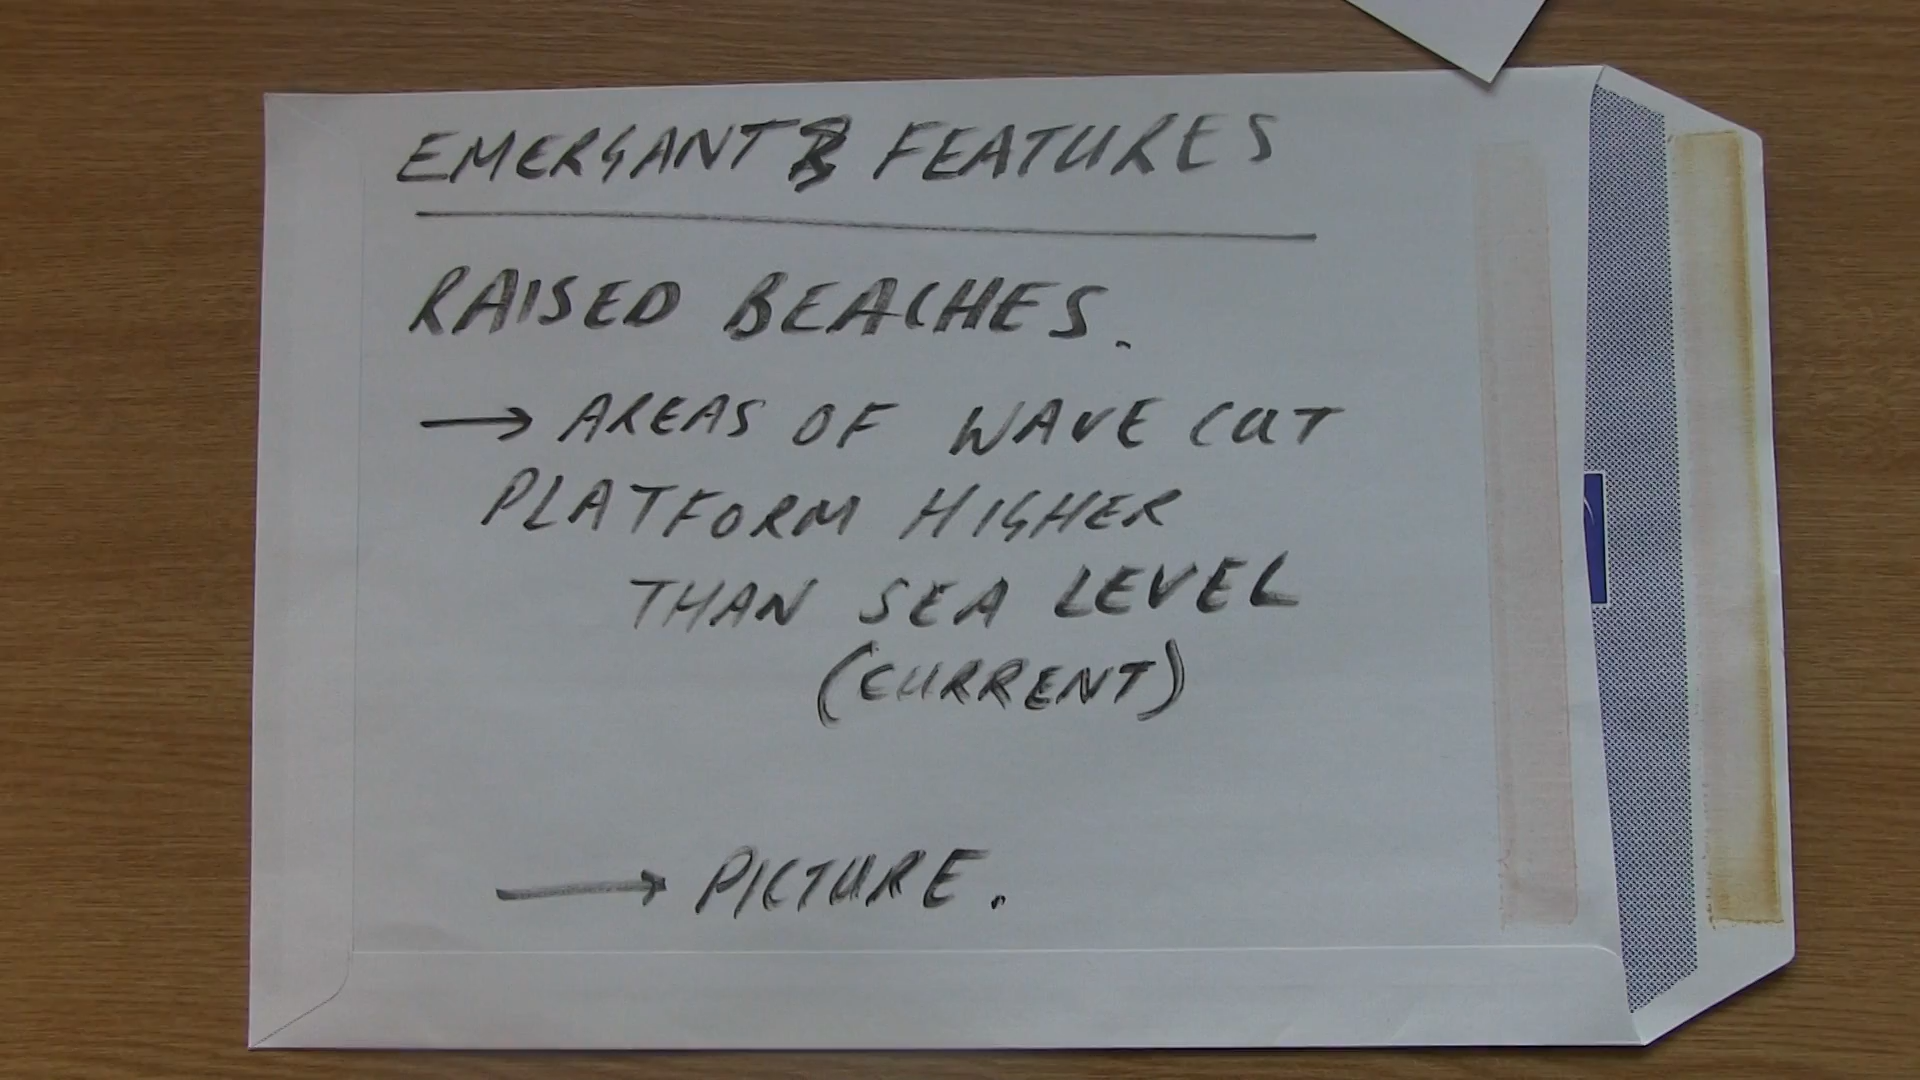 EMERGANT FEATURES
RAISED BEACHES.
→ AREAS OF WAVE CUT
PLATFORM HIGHER
THAN SEA LEVEL
(CURRENT)
→ PICTURE.